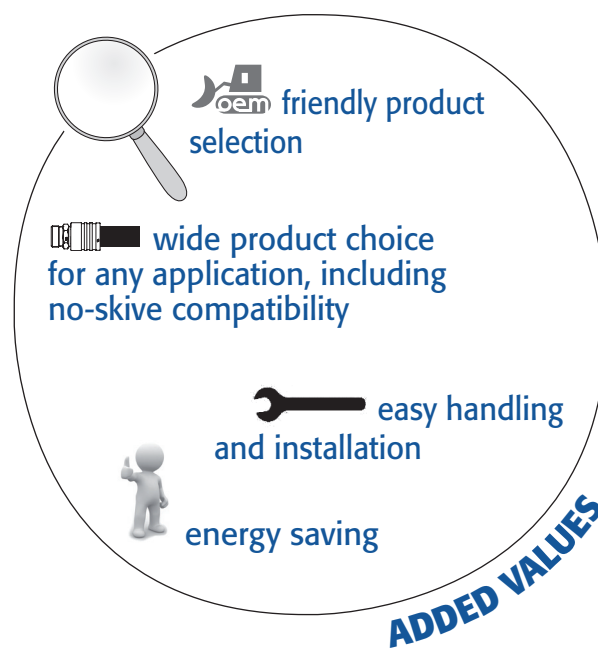 oem friendly product
selection
wide product choice
for any application, including
no-skive compatibility
easy handling
and installation
energy saving
ADDED VALUES